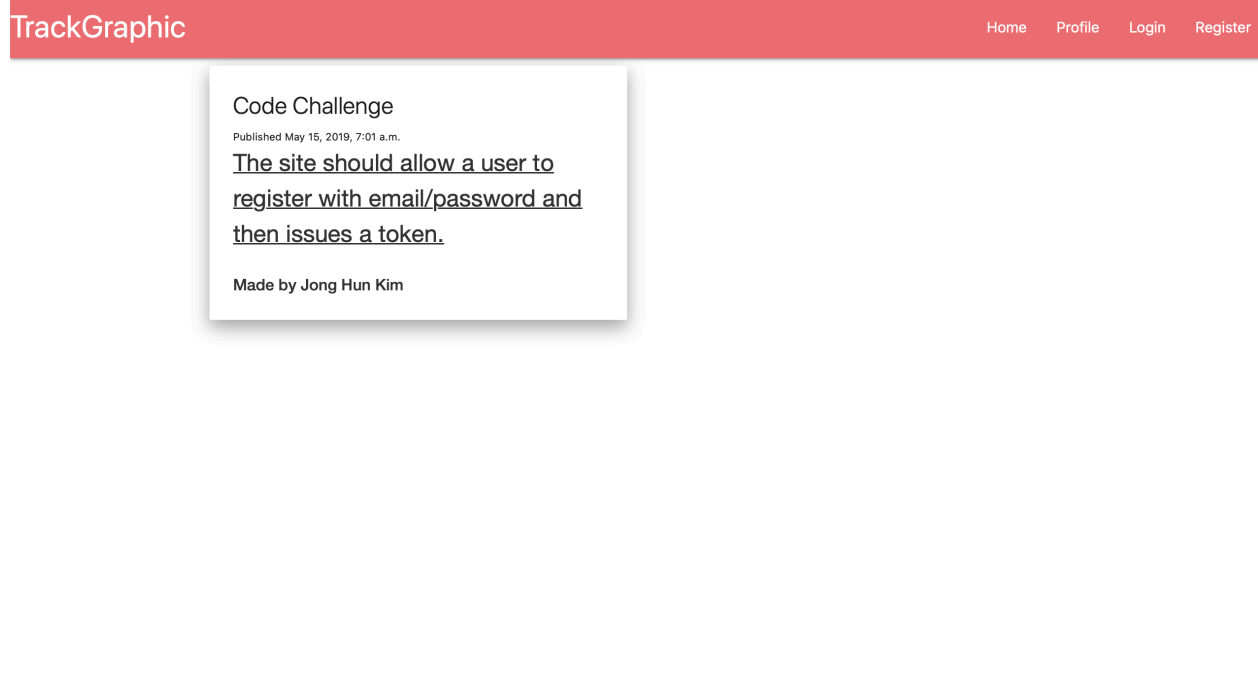 TrackGraphic
Home Profile Login Register
Code Challenge
Published May 15, 2019, 7:01 a.m.
The site should allow a user to
register with email/password and
then issues a token.
Made by Jong Hun Kim